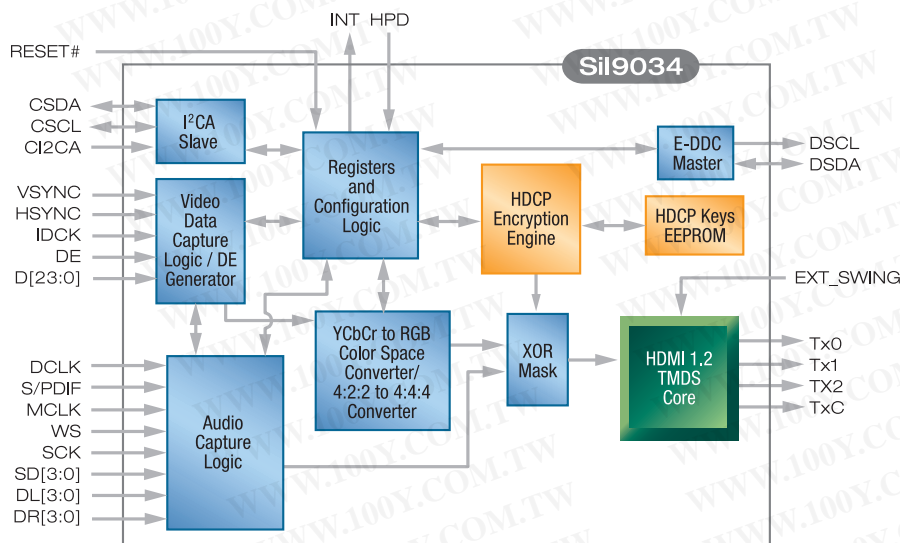 INT HPD
RESET#
SiI9034
CSDA
CSCL
CI2CA
I²CA
Slave
Registers
and
Configuration
Logic
E-DDC
Master
DSCL
DSDA
VSYNC
HSYNC
IDCK
DE
D[23:0]
Video
Data
Capture
Logic / DE
Generator
HDCP
Encryption
Engine
HDCP Keys
EEPROM
EXT_SWING
YCbCr to RGB
Color Space
Converter/
4:2:2 to 4:4:4
Converter
XOR
Mask
HDMI 1.2
TMDS
Core
Tx0
Tx1
TX2
TxC
DCLK
S/PDIF
MCLK
WS
SCK
SD[3:0]
DL[3:0]
DR[3:0]
Audio
Capture
Logic
WWW.100Y.COM.TW